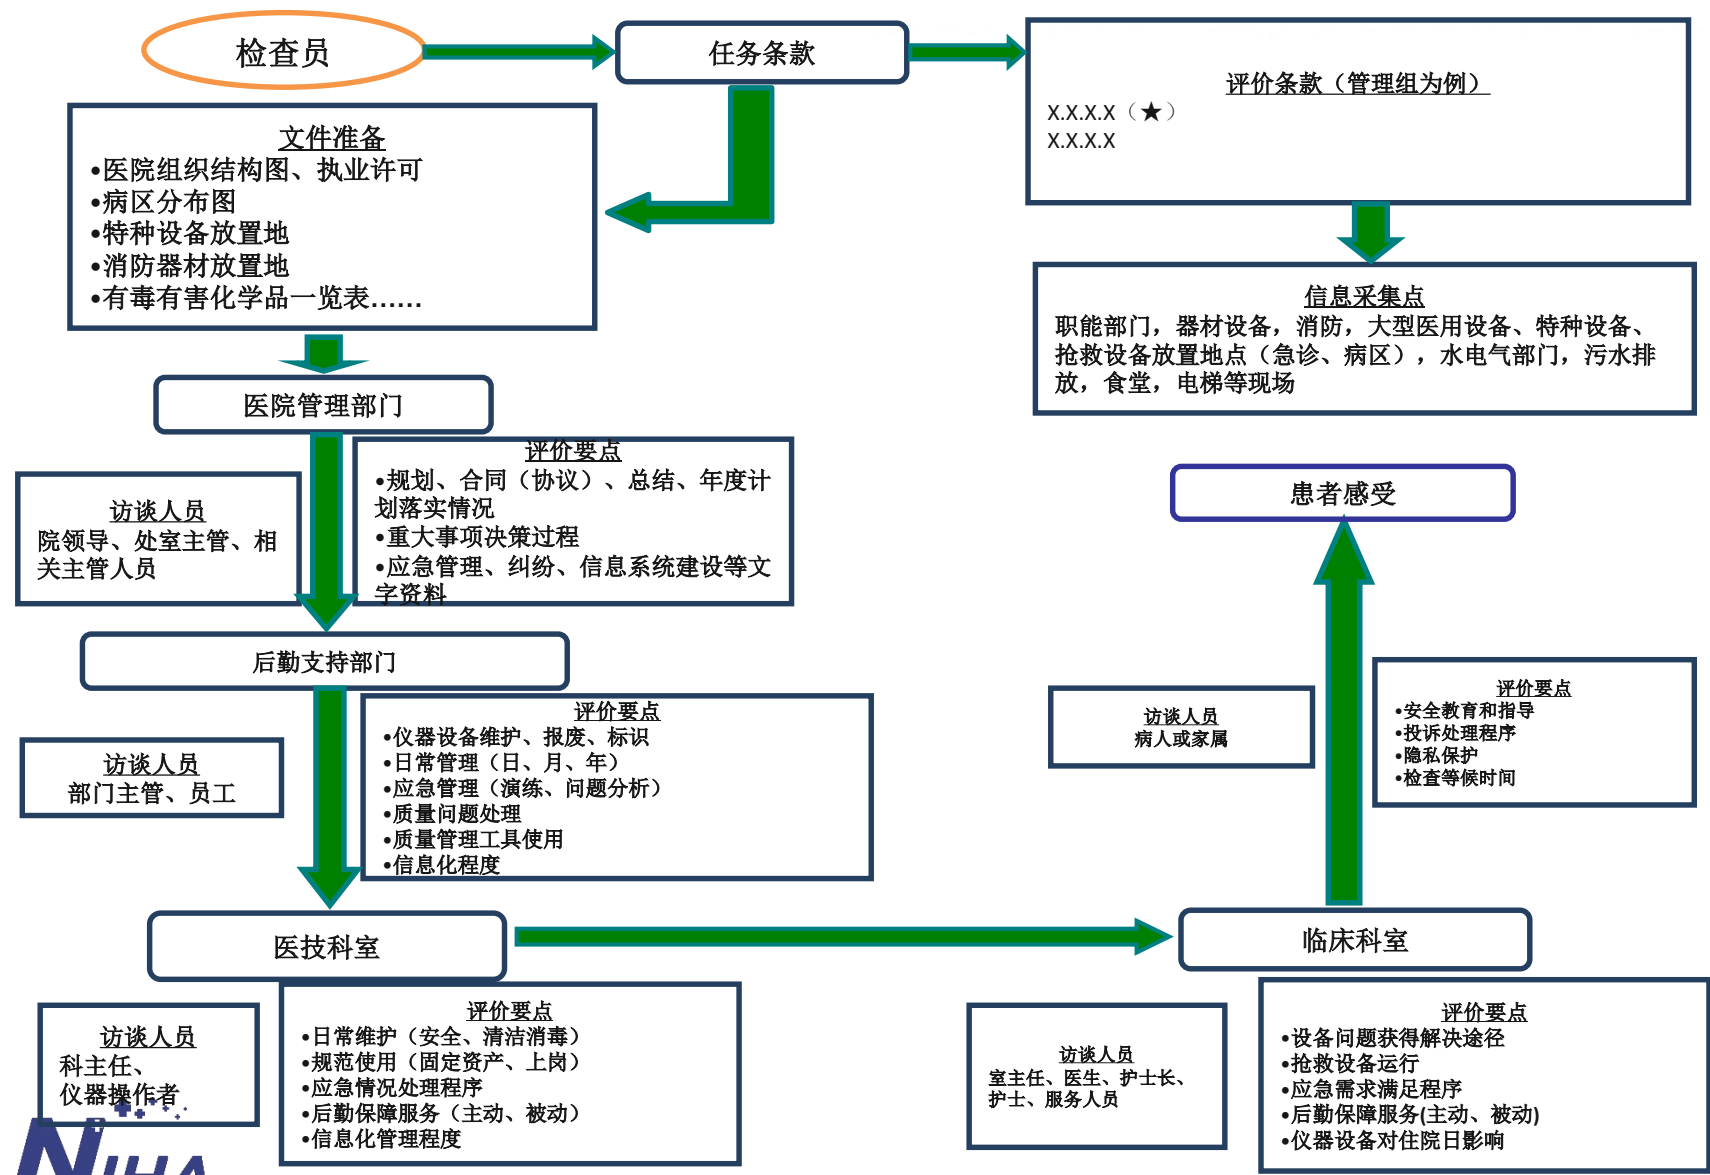 检查员
任务条款
评价条款（管理组为例）
X.X.X.X（★）
X.X.X.X
文件准备
•医院组织结构图、执业许可
•病区分布图
•特种设备放置地
•消防器材放置地
•有毒有害化学品一览表……
信息采集点
职能部门，器材设备，消防，大型医用设备、特种设备、
抢救设备放置地点（急诊、病区），水电气部门，污水排
放，食堂，电梯等现场
医院管理部门
访谈人员
院领导、处室主管、相
关主管人员
评价要点
•规划、合同（协议）、总结、年度计
划落实情况
•重大事项决策过程
•应急管理、纠纷、信息系统建设等文
字资料
患者感受
后勤支持部门
访谈人员
部门主管、员工
评价要点
•仪器设备维护、报废、标识
•日常管理（日、月、年）
•应急管理（演练、问题分析）
•质量问题处理
•质量管理工具使用
•信息化程度
访谈人员
病人或家属
评价要点
•安全教育和指导
•投诉处理程序
•隐私保护
•检查等候时间
医技科室
临床科室
访谈人员
科主任、
仪器操作者
评价要点
•日常维护（安全、清洁消毒）
•规范使用（固定资产、上岗）
•应急情况处理程序
•后勤保障服务（主动、被动）
•信息化管理程度
访谈人员
室主任、医生、护士长、
护士、服务人员
评价要点
•设备问题获得解决途径
•抢救设备运行
•应急需求满足程序
•后勤保障服务(主动、被动)
•仪器设备对住院日影响
NIHA